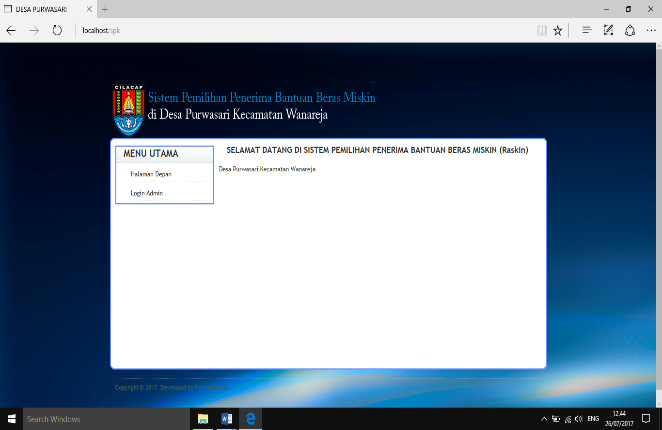 DESA PURWASARI
localhost/spk
CILACAP
Sistem Pemilihan Penerima Bantuan Beras Miskin
di Desa Purwasari Kecamatan Wanareja
MENU UTAMA
Halaman Depan
Login Admin
SELAMAT DATANG DI SISTEM PEMILIHAN PENERIMA BANTUAN BERAS MISKIN (Raskin)
Desa Purwasari Kecamatan Wanareja
Copyright © 2017. Developed by
Search Windows
ENG
12.44
26/07/2017